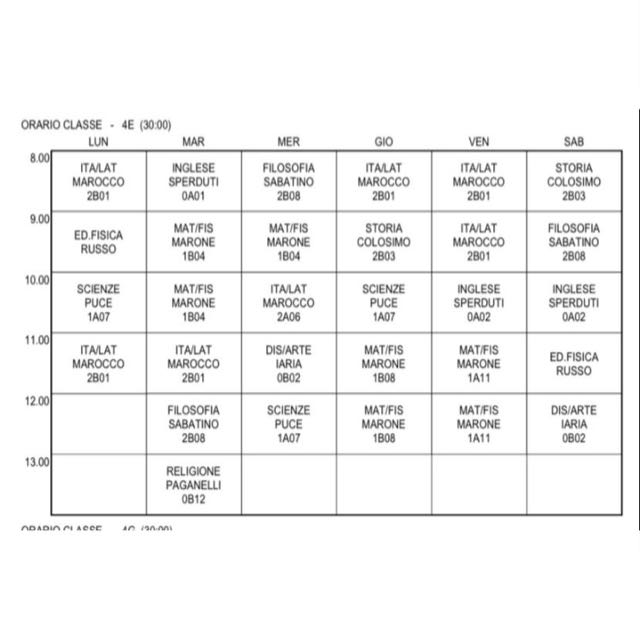 ORARIO CLASSE - 4E (30:00)
LUN MAR MER GIO VEN SAB
8.00
ITA/LAT INGLESE FILOSOFIA ITA/LAT ITA/LAT STORIA
MAROCCO SPERDUTI SABATINO MAROCCO MAROCCO COLOSIMO
2B01 0A01 2B08 2B01 2B01 2B03
9.00
ED.FISICA MAT/FIS MAT/FIS STORIA ITA/LAT FILOSOFIA
RUSSO MARONE MARONE COLOSIMO MAROCCO SABATINO
1B04 1B04 2B03 2B01 2B08
10.00
SCIENZE MAT/FIS ITA/LAT SCIENZE INGLESE INGLESE
PUCE MARONE MAROCCO PUCE SPERDUTI SPERDUTI
1A07 1B04 2A06 1A07 0A02 0A02
11.00
ITA/LAT ITA/LAT DIS/ARTE MAT/FIS MAT/FIS ED.FISICA
MAROCCO MAROCCO IARIA MARONE MARONE RUSSO
2B01 2B01 0B02 1B08 1A11
12.00
FILOSOFIA SCIENZE MAT/FIS MAT/FIS DIS/ARTE
SABATINO PUCE MARONE MARONE IARIA
2B08 1A07 1B08 1A11 0B02
13.00
RELIGIONE
PAGANELLI
0B12
ORARIO CLASSE - 4G (30:00)